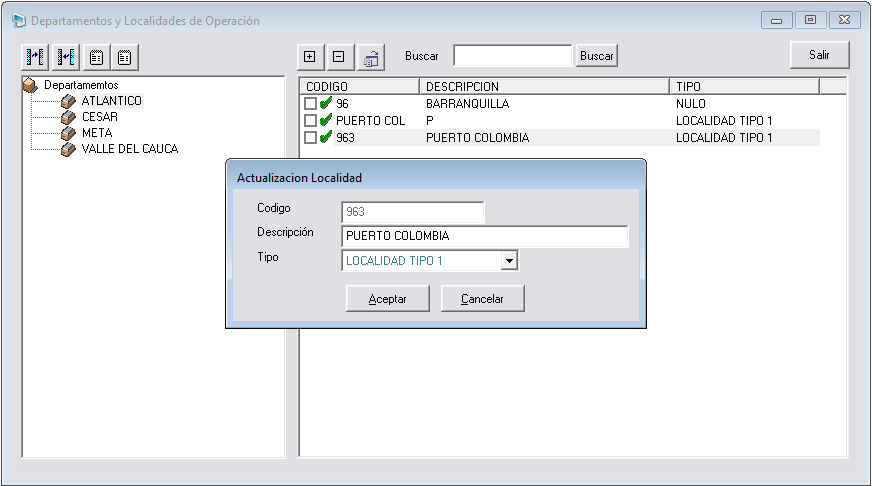 Departamentos y Localidades de Operación
Buscar
Buscar
Salir
Departamemtos
ATLANTICO
CESAR
META
VALLE DEL CAUCA
CODIGO DESCRIPCION TIPO
96 BARRANQUILLA NULO
PUERTO COL P LOCALIDAD TIPO 1
963 PUERTO COLOMBIA LOCALIDAD TIPO 1
Actualizacion Localidad
Codigo 963
Descripción PUERTO COLOMBIA
Tipo LOCALIDAD TIPO 1
Aceptar Cancelar